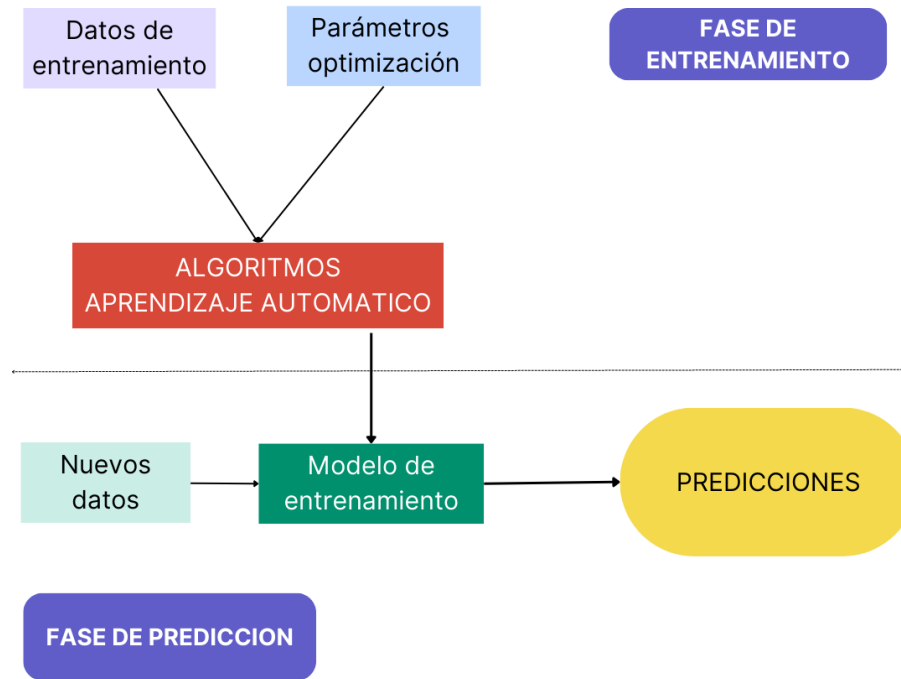 Datos de
entrenamiento
Parámetros
optimización
FASE DE
ENTRENAMIENTO
ALGORITMOS
APRENDIZAJE AUTOMATICO
Nuevos
datos
Modelo de
entrenamiento
PREDICCIONES
FASE DE PREDICCION